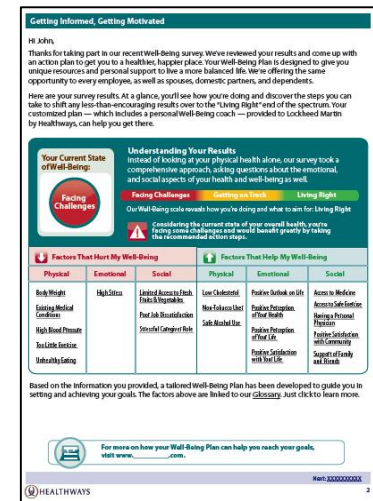 Getting Informed, Getting Motivated
Hi John,
Thanks for taking part in our recent Well-Being survey. We've reviewed your results and come up with
an action plan to get you to a healthier, happier place. Your Well-Being Plan is designed to give you
unique resources and personal support to live a more balanced life. We're offering the same
opportunity to every employee, as well as spouses, domestic partners, and dependents.
Here are your survey results. At a glance, you'll see how you're doing and discover the steps you can
take to shift any less-than-encouraging results over to the "Living Right" end of the spectrum. Your
customized plan — which includes a personal Well-Being coach — provided to Lockheed Martin
by Healthways, can help you get there.
Your Current State
of Well-Being:
Facing
Challenges
Understanding Your Results
Instead of looking at your physical health alone, our survey took a
comprehensive approach, asking questions about the emotional,
and social aspects of your health and well-being as well.
Facing Challenges Getting on Track Living Right
Our Well-Being scale reveals how you're doing and what to aim for: Living Right
Considering the current state of your overall health, you're
facing some challenges and would benefit greatly by taking
the recommended action steps.
Factors That Hurt My Well-Being
Physical Emotional Social
Body Weight
Existing Medical
Conditions
High Blood Pressure
Too Little Exercise
Unhealthy Eating
High Stress
Limited Access to Fresh
Fruits & Vegetables
Poor Job Dissatisfaction
Stressful Caregiver Role
Factors That Help My Well-Being
Physical Emotional Social
Low Cholesterol
Non-Tobacco User
Safe Alcohol Use
Positive Outlook on Life
Positive Perception
of Your Health
Positive Perception
of Your Life
Positive Satisfaction
with Your Life
Access to Medicine
Access to Safe Exercise
Having a Personal
Physician
Positive Satisfaction
with Community
Support of Family
and Friends
Based on the information you provided, a tailored Well-Being Plan has been developed to guide you in
setting and achieving your goals. The factors above are linked to our Glossary. Just click to learn more.
For more on how your Well-Being Plan can help you reach your goals,
visit www.________.com.
Next: XXXXXXXXXX
HEALTHWAYS
2